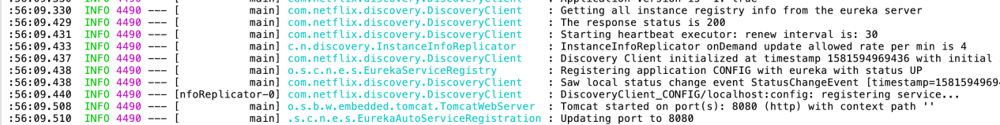 :56:09.330 INFO 4490 --- [ main] com.netflix.discovery.DiscoveryClient : Getting all instance registry info from the eureka server
:56:09.429 INFO 4490 --- [ main] com.netflix.discovery.DiscoveryClient : The response status is 200
:56:09.431 INFO 4490 --- [ main] com.netflix.discovery.DiscoveryClient : Starting heartbeat executor: renew interval is: 30
:56:09.433 INFO 4490 --- [ main] c.n.discovery.InstanceInfoReplicator : InstanceInfoReplicator onDemand update allowed rate per min is 4
:56:09.437 INFO 4490 --- [ main] com.netflix.discovery.DiscoveryClient : Discovery Client initialized at timestamp 1581594969436 with initial
:56:09.438 INFO 4490 --- [ main] o.s.c.n.e.s.EurekaServiceRegistry : Registering application CONFIG with eureka with status UP
:56:09.438 INFO 4490 --- [ main] com.netflix.discovery.DiscoveryClient : Saw local status change event StatusChangeEvent [timestamp=1581594969
:56:09.440 INFO 4490 --- [nfoReplicator-0] com.netflix.discovery.DiscoveryClient : DiscoveryClient_CONFIG/localhost:config: registering service...
:56:09.508 INFO 4490 --- [ main] o.s.b.w.embedded.tomcat.TomcatWebServer : Tomcat started on port(s): 8080 (http) with context path ''
:56:09.510 INFO 4490 --- [ main] .s.c.n.e.s.EurekaAutoServiceRegistration : Updating port to 8080